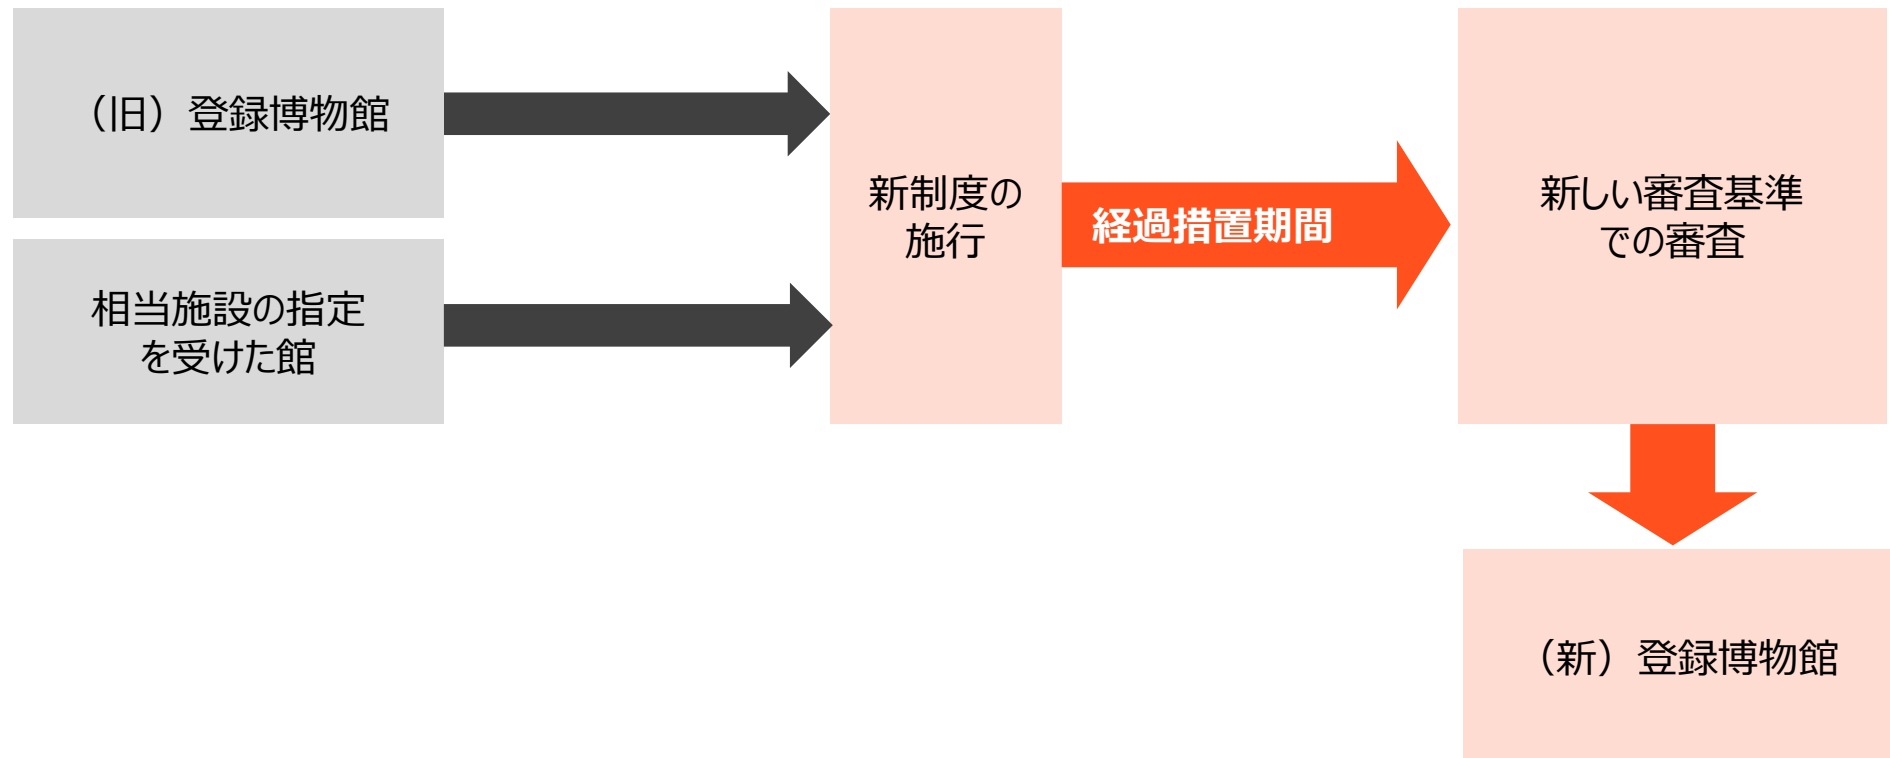 （旧）登録博物館
相当施設の指定
を受けた館
新制度の
施行
経過措置期間
新しい審査基準
での審査
（新）登録博物館